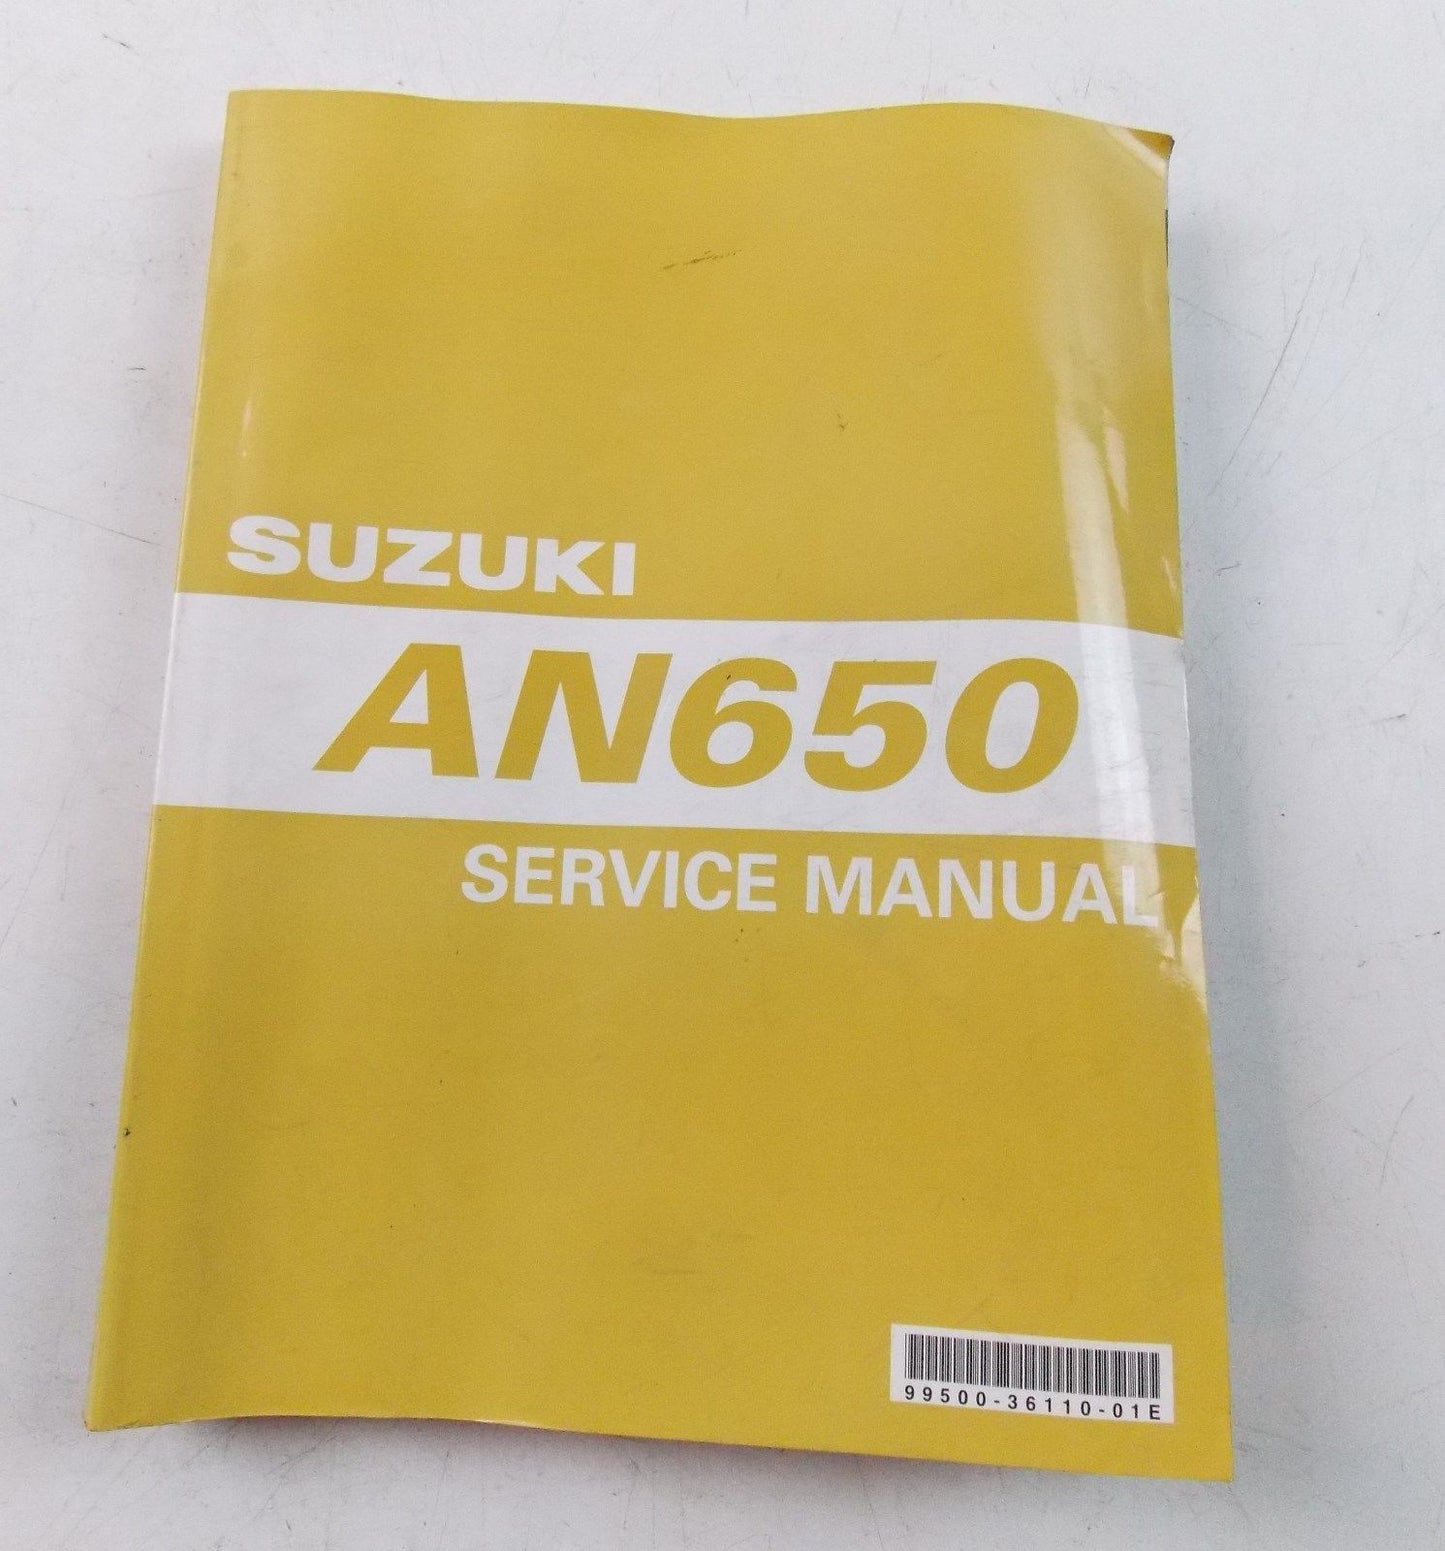 SUZUKI
AN650
SERVICE MANUAL
99500-36110-01E